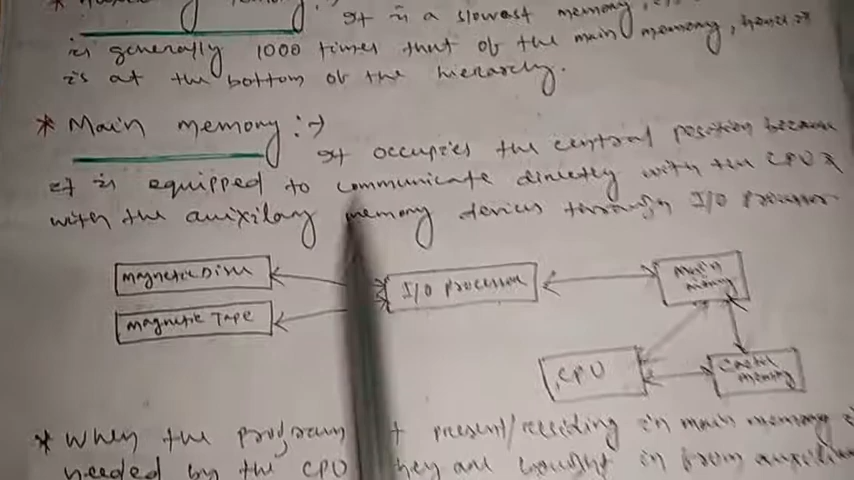 * memory : It is a slowest memory,
is generally 1000 times that of the main memory, hence it
is at the bottom of the hierarchy.
* Main memory :→
It occupies the central position because
it is equipped to communicate directly with the CPU &
with the auxilary memory devices through I/O processor
magnetic Disk
I/O processor
main memory
magnetic TAPE
CPU
cache memory
* When the program present/residing in main memory
needed by the CPU they are brought in from auxiliary